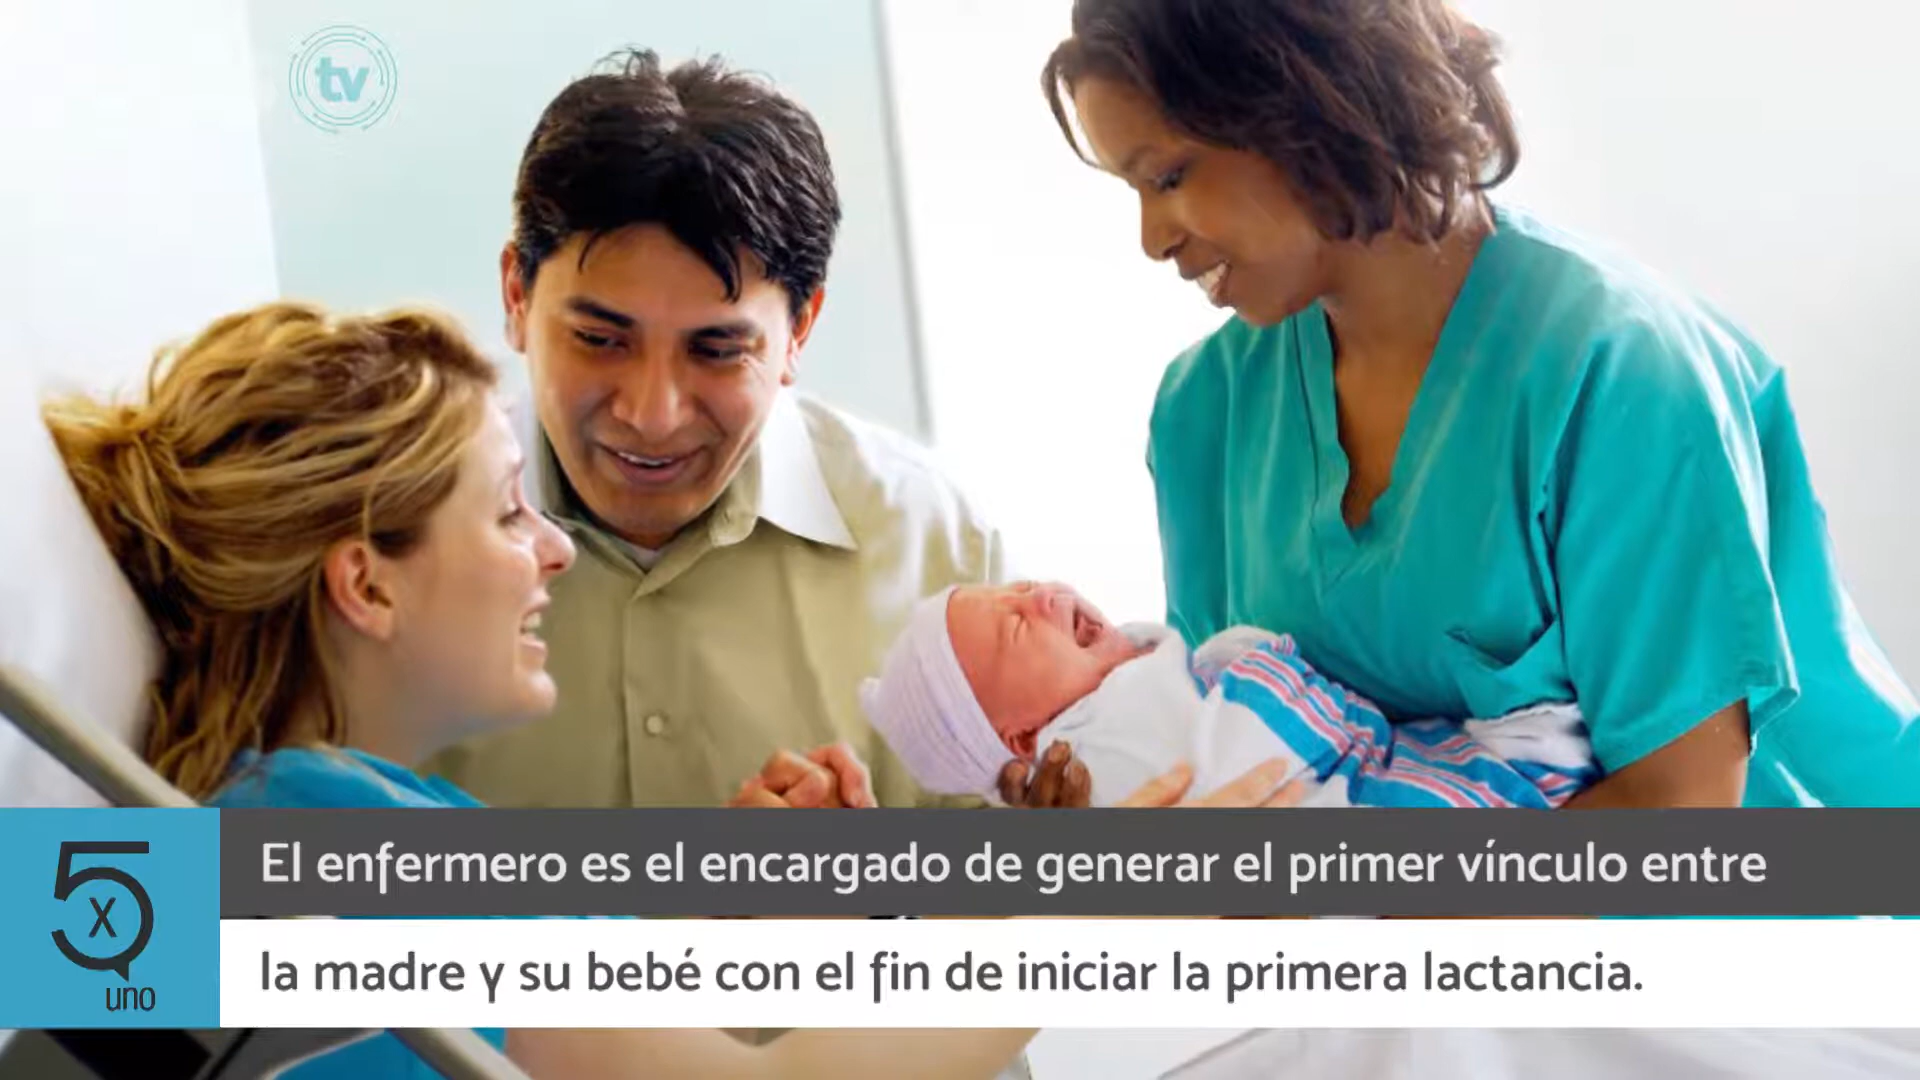 tv
El enfermero es el encargado de generar el primer vínculo entre
la madre y su bebé con el fin de iniciar la primera lactancia.
5
x
uno